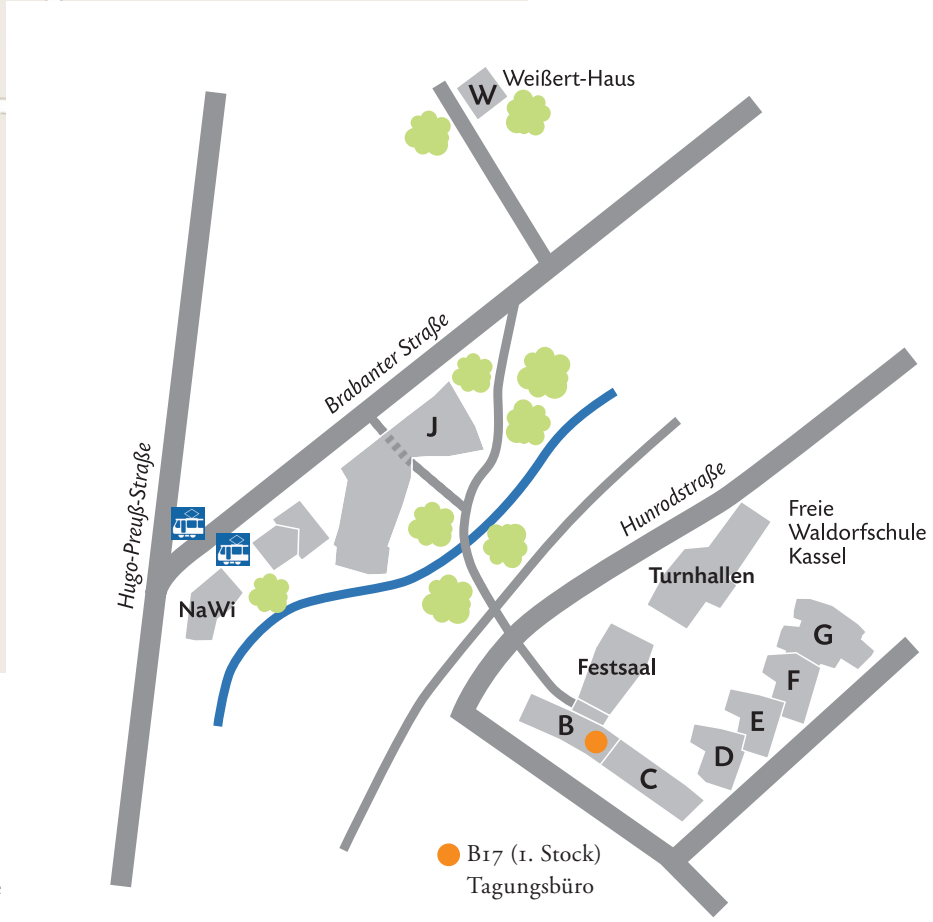 W
Weißert-Haus
Brabanter Straße
J
Hugo-Preuß-Straße
Hunrodstraße
Freie
Waldorfschule
Kassel
Turnhallen
NaWi
G
Festsaal
F
B
E
D
C
B17 (1. Stock)
Tagungsbüro